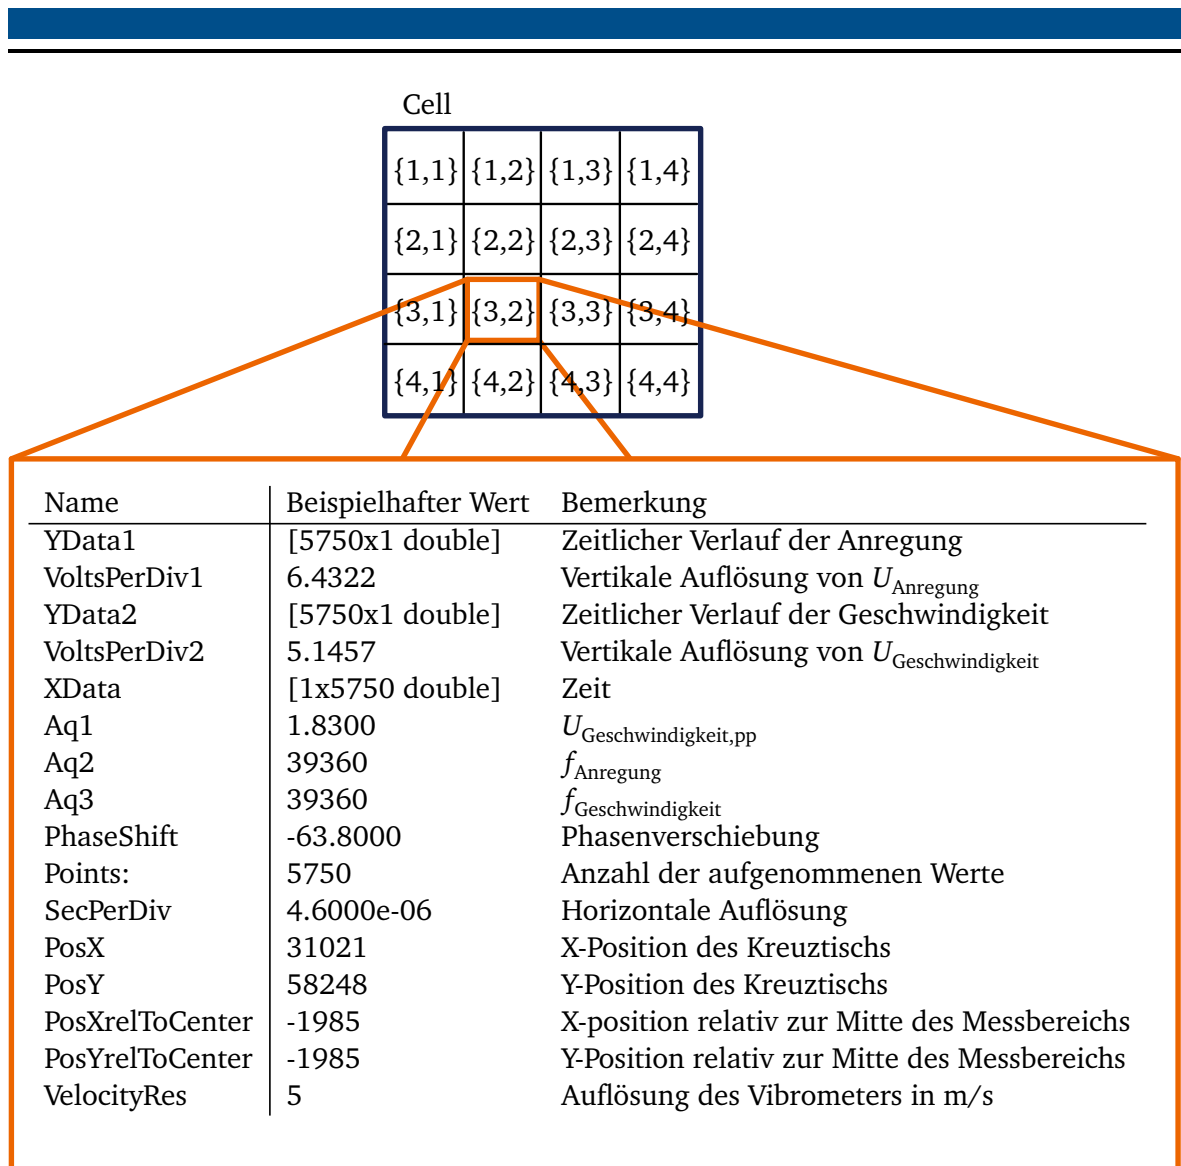 Cell
{1,1} {1,2} {1,3} {1,4}
{2,1} {2,2} {2,3} {2,4}
{3,1} {3,2} {3,3} {3,4}
{4,1} {4,2} {4,3} {4,4}
Name Beispielhafter Wert Bemerkung
YData1 [5750x1 double] Zeitlicher Verlauf der Anregung
VoltsPerDiv1 6.4322 Vertikale Auflösung von U_Anregung
YData2 [5750x1 double] Zeitlicher Verlauf der Geschwindigkeit
VoltsPerDiv2 5.1457 Vertikale Auflösung von U_Geschwindigkeit
XData [1x5750 double] Zeit
Aq1 1.8300 U_Geschwindigkeit,pp
Aq2 39360 f_Anregung
Aq3 39360 f_Geschwindigkeit
PhaseShift -63.8000 Phasenverschiebung
Points: 5750 Anzahl der aufgenommenen Werte
SecPerDiv 4.6000e-06 Horizontale Auflösung
PosX 31021 X-Position des Kreuztischs
PosY 58248 Y-Position des Kreuztischs
PosXrelToCenter -1985 X-position relativ zur Mitte des Messbereichs
PosYrelToCenter -1985 Y-Position relativ zur Mitte des Messbereichs
VelocityRes 5 Auflösung des Vibrometers in m/s